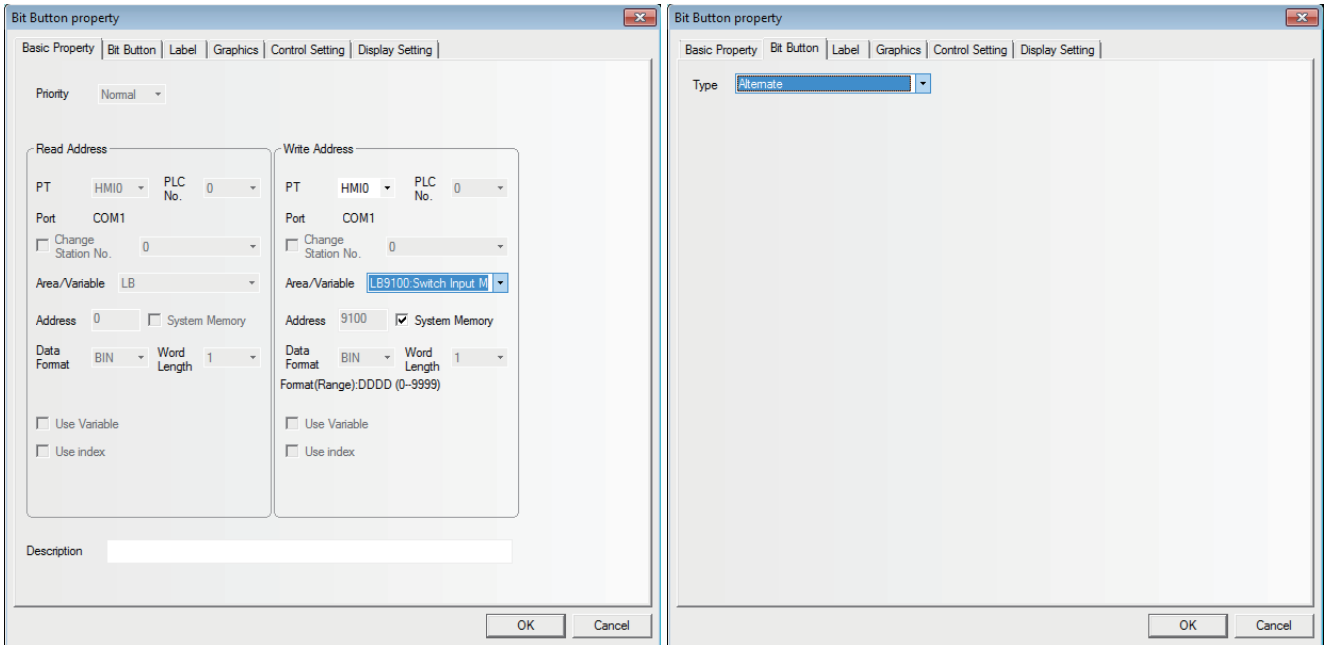 Bit Button property
Basic Property Bit Button Label Graphics Control Setting Display Setting
Priority Normal
Read Address
PT HMI0 PLC No. 0
Port COM1
Change Station No. 0
Area/Variable LB
Address 0 System Memory
Data Format BIN Word Length 1
Use Variable
Use index
Write Address
PT HMI0 PLC No. 0
Port COM1
Change Station No. 0
Area/Variable LB9100:Switch Input M
Address 9100 System Memory
Data Format BIN Word Length 1
Format(Range):DDDD (0--9999)
Use Variable
Use index
Description
OK Cancel
Bit Button property
Basic Property Bit Button Label Graphics Control Setting Display Setting
Type Alternate
OK Cancel